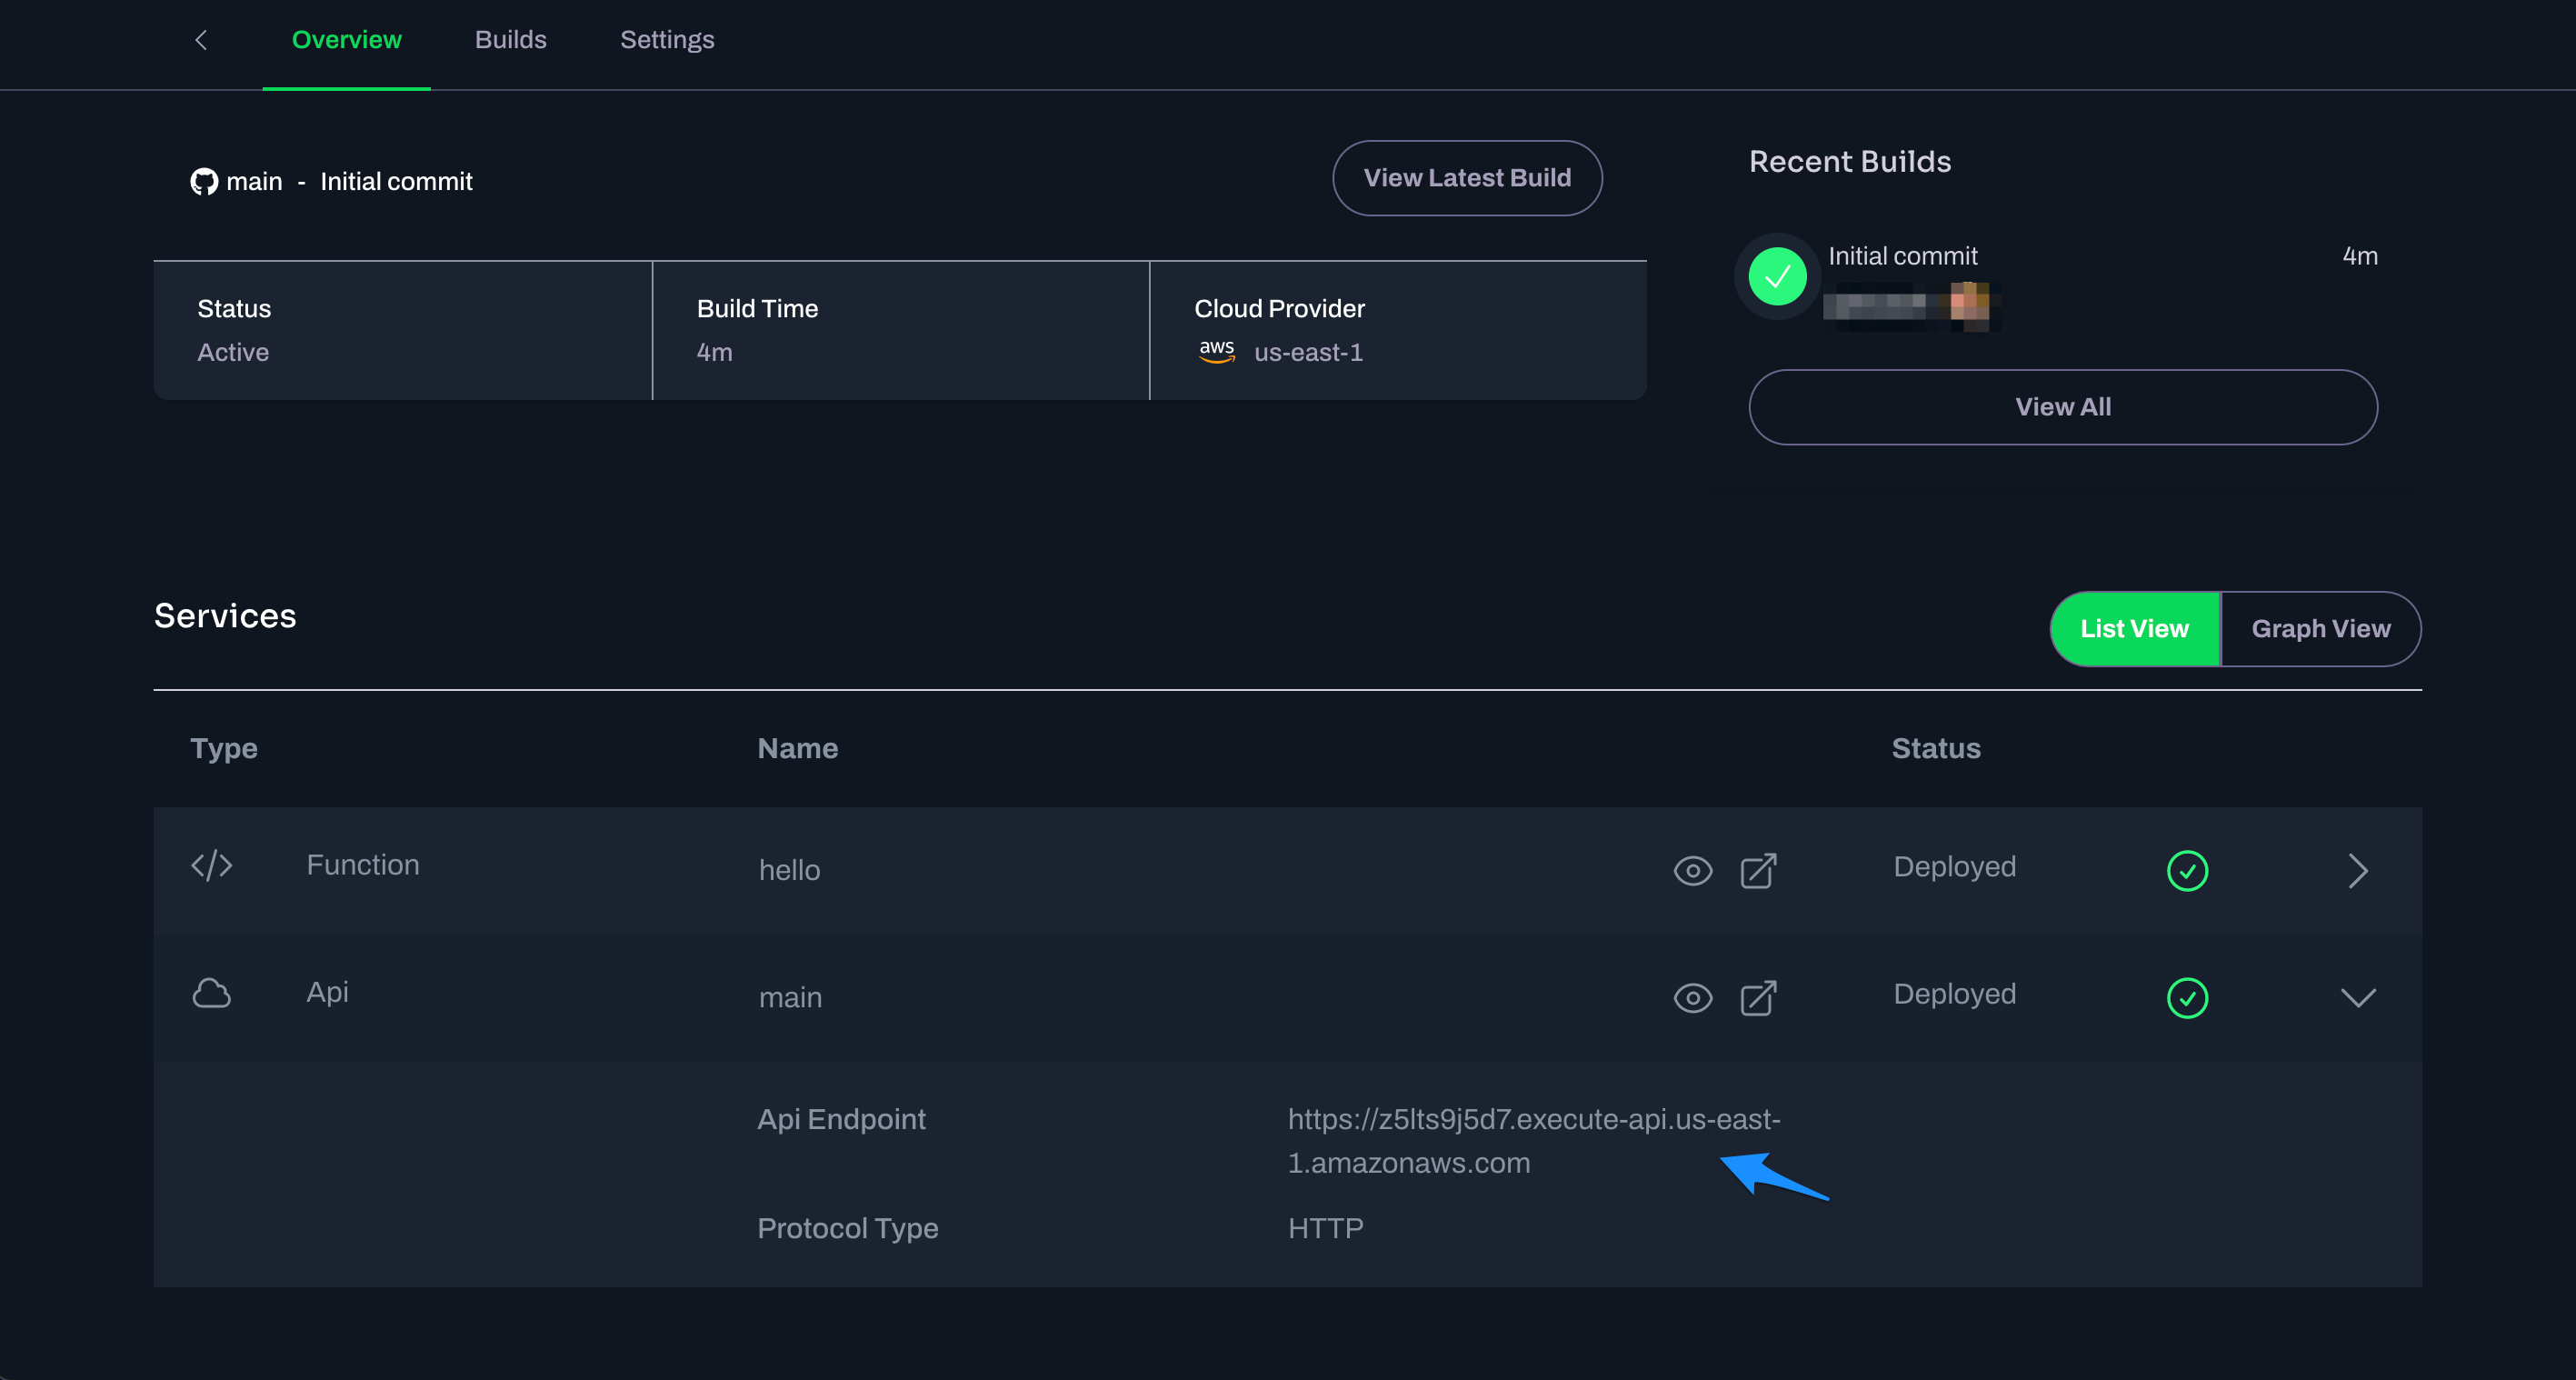 Overview Builds Settings
main - Initial commit
View Latest Build
Recent Builds
Initial commit 4m
View All
Status Build Time Cloud Provider
Active 4m aws us-east-1
Services
List View Graph View
Type Name Status
Function hello Deployed
Api main Deployed
Api Endpoint https://z5lts9j5d7.execute-api.us-east-
1.amazonaws.com
Protocol Type HTTP